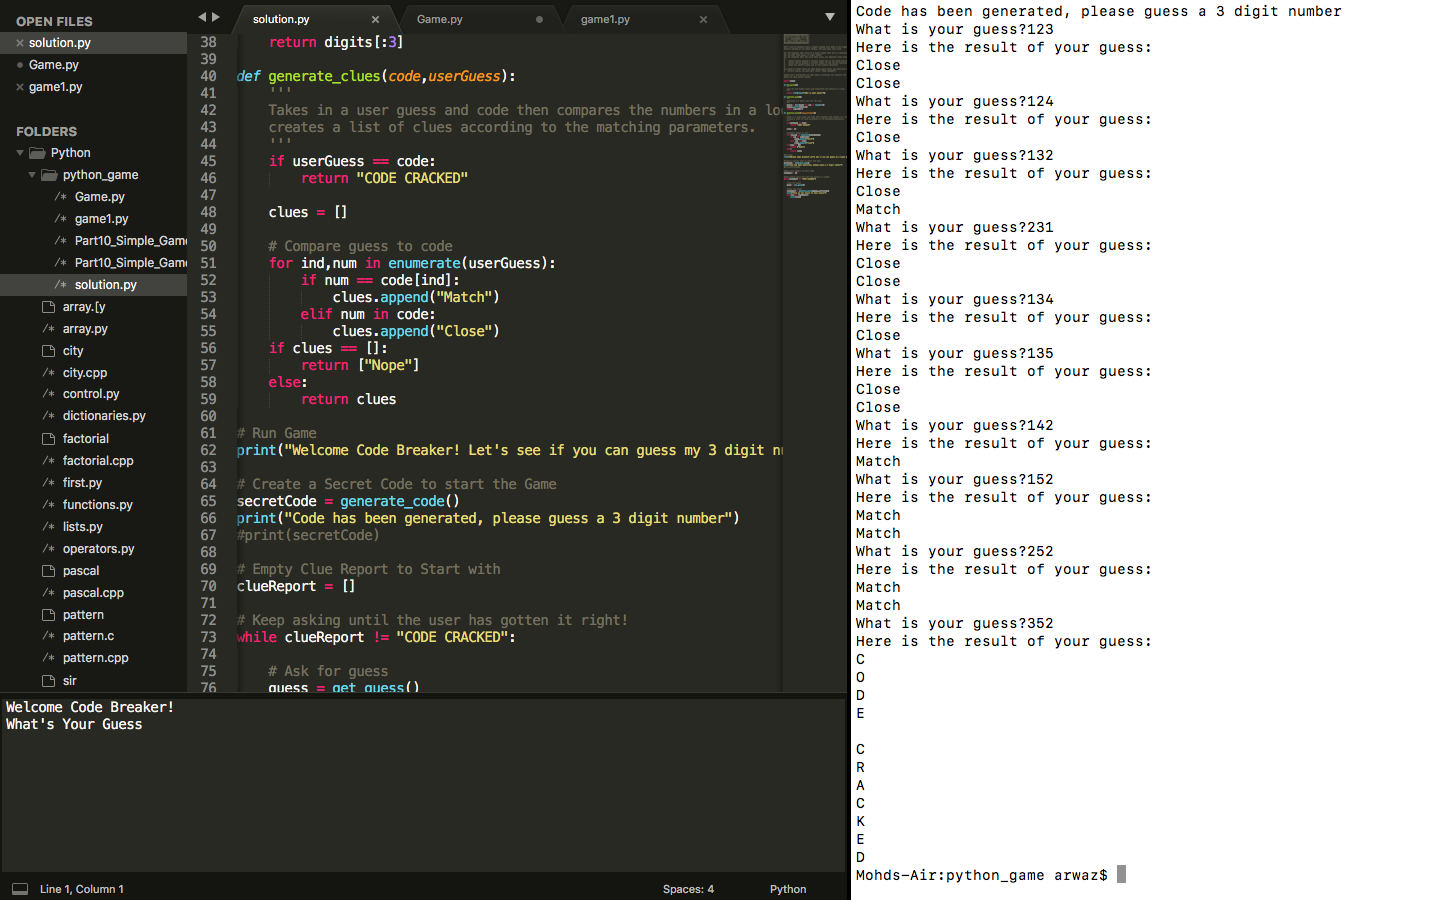 OPEN FILES
solution.py
Game.py
game1.py
FOLDERS
Python
python_game
Game.py
game1.py
Part10_Simple_Game
Part10_Simple_Game
solution.py
array.[y
array.py
city
city.cpp
control.py
dictionaries.py
factorial
factorial.cpp
first.py
functions.py
lists.py
operators.py
pascal
pascal.cpp
pattern
pattern.c
pattern.cpp
sir
solution.py
Game.py
game1.py
38 return digits[:3]
39
40 def generate_clues(code,userGuess):
41 '''
42 Takes in a user guess and code then compares the numbers in a lo
43 creates a list of clues according to the matching parameters.
44 '''
45 if userGuess == code:
46 return "CODE CRACKED"
47
48 clues = []
49
50 # Compare guess to code
51 for ind,num in enumerate(userGuess):
52 if num == code[ind]:
53 clues.append("Match")
54 elif num in code:
55 clues.append("Close")
56 if clues == []:
57 return ["Nope"]
58 else:
59 return clues
60
61 # Run Game
62 print("Welcome Code Breaker! Let's see if you can guess my 3 digit nu
63
64 # Create a Secret Code to start the Game
65 secretCode = generate_code()
66 print("Code has been generated, please guess a 3 digit number")
67 #print(secretCode)
68
69 # Empty Clue Report to Start with
70 clueReport = []
71
72 # Keep asking until the user has gotten it right!
73 while clueReport != "CODE CRACKED":
74
75 # Ask for guess
76 guess = get_guess()
Welcome Code Breaker!
What's Your Guess
Line 1, Column 1
Spaces: 4
Python
Code has been generated, please guess a 3 digit number
What is your guess?123
Here is the result of your guess:
Close
Close
What is your guess?124
Here is the result of your guess:
Close
What is your guess?132
Here is the result of your guess:
Close
Match
What is your guess?231
Here is the result of your guess:
Close
Close
What is your guess?134
Here is the result of your guess:
Close
What is your guess?135
Here is the result of your guess:
Close
Close
What is your guess?142
Here is the result of your guess:
Match
What is your guess?152
Here is the result of your guess:
Match
Match
What is your guess?252
Here is the result of your guess:
Match
Match
What is your guess?352
Here is the result of your guess:
C
O
D
E
C
R
A
C
K
E
D
Mohds-Air:python_game arwaz$